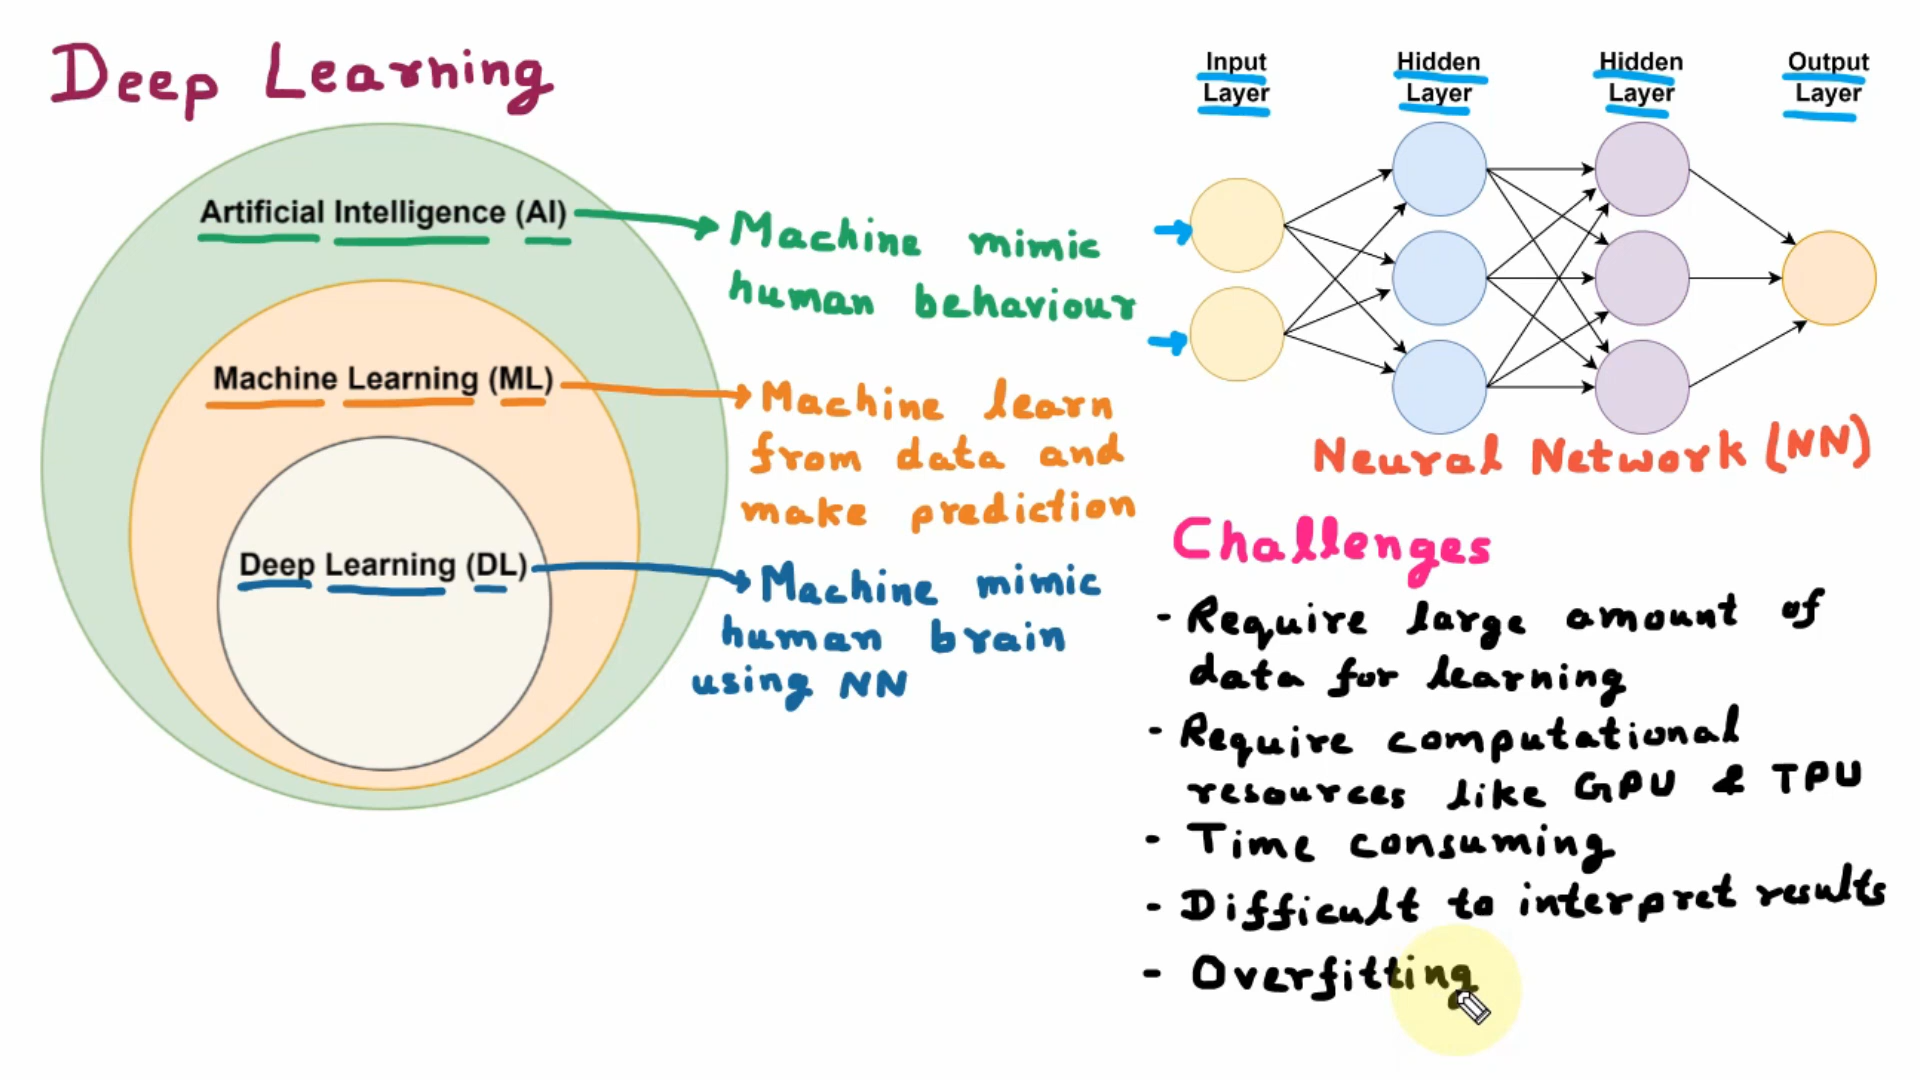 Deep Learning
Artificial Intelligence (AI)
Machine mimic
human behaviour
Machine Learning (ML)
Machine learn
from data and
make prediction
Deep Learning (DL)
Machine mimic
human brain
using NN
Input
Layer
Hidden
Layer
Hidden
Layer
Output
Layer
Neural Network (NN)
Challenges
- Require large amount of
data for learning
- Require computational
resources like GPU & TPU
- Time consuming
- Difficult to interpret results
- Overfitting